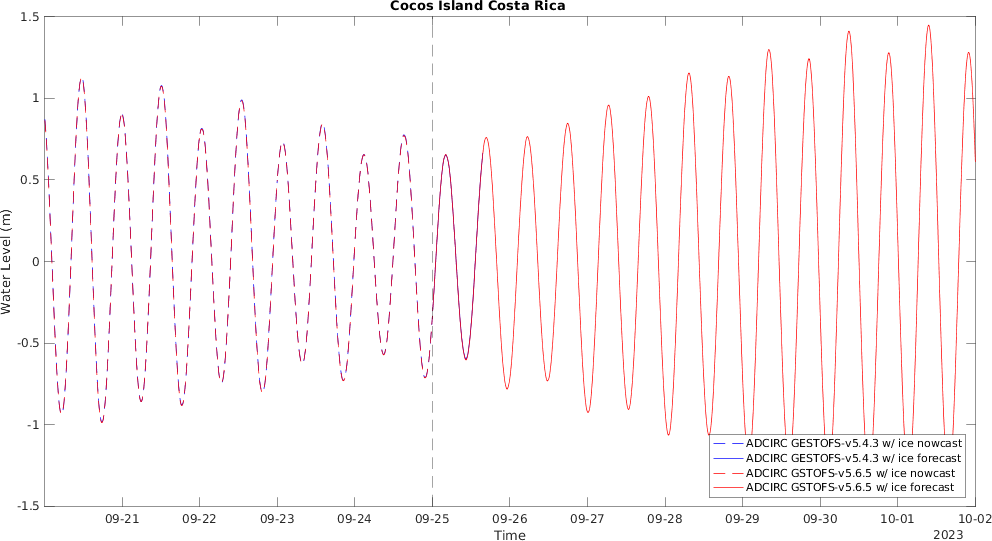 Cocos Island Costa Rica
1.5
1
0.5
0
-0.5
-1
-1.5
Water Level (m)
ADCIRC GESTOFS-v5.4.3 w/ ice nowcast
ADCIRC GESTOFS-v5.4.3 w/ ice forecast
ADCIRC GSTOFS-v5.6.5 w/ ice nowcast
ADCIRC GSTOFS-v5.6.5 w/ ice forecast
09-21 09-22 09-23 09-24 09-25 09-26 09-27 09-28 09-29 09-30 10-01 10-02
Time
2023